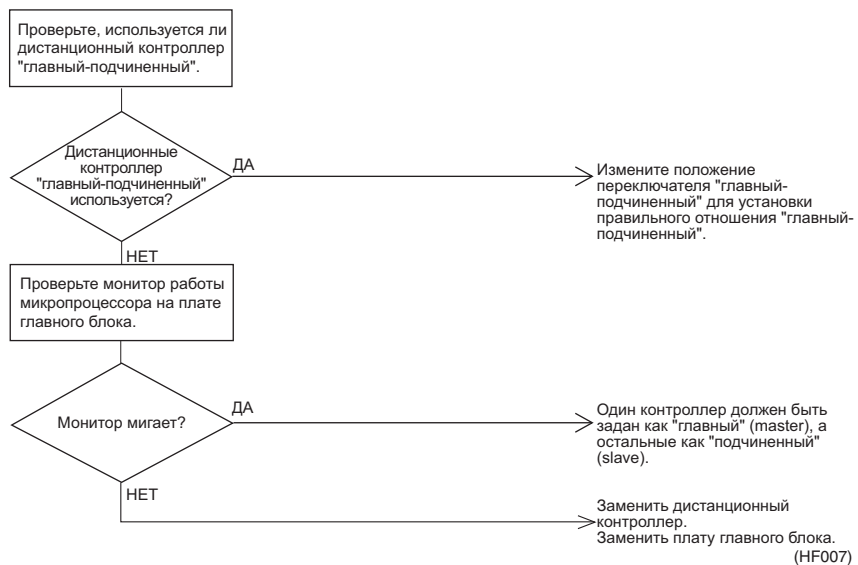 Проверьте, используется ли
дистанционный контроллер
"главный-подчиненный".
Дистанционные
контроллер
"главный-подчиненный"
используется?
ДА
Измените положение
переключателя "главный-
подчиненный" для установки
правильного отношения "главный-
подчиненный".
НЕТ
Проверьте монитор работы
микропроцессора на плате
главного блока.
Монитор мигает?
ДА
Один контроллер должен быть
задан как "главный" (master), а
остальные как "подчиненный"
(slave).
НЕТ
Заменить дистанционный
контроллер.
Заменить плату главного блока.
(HF007)